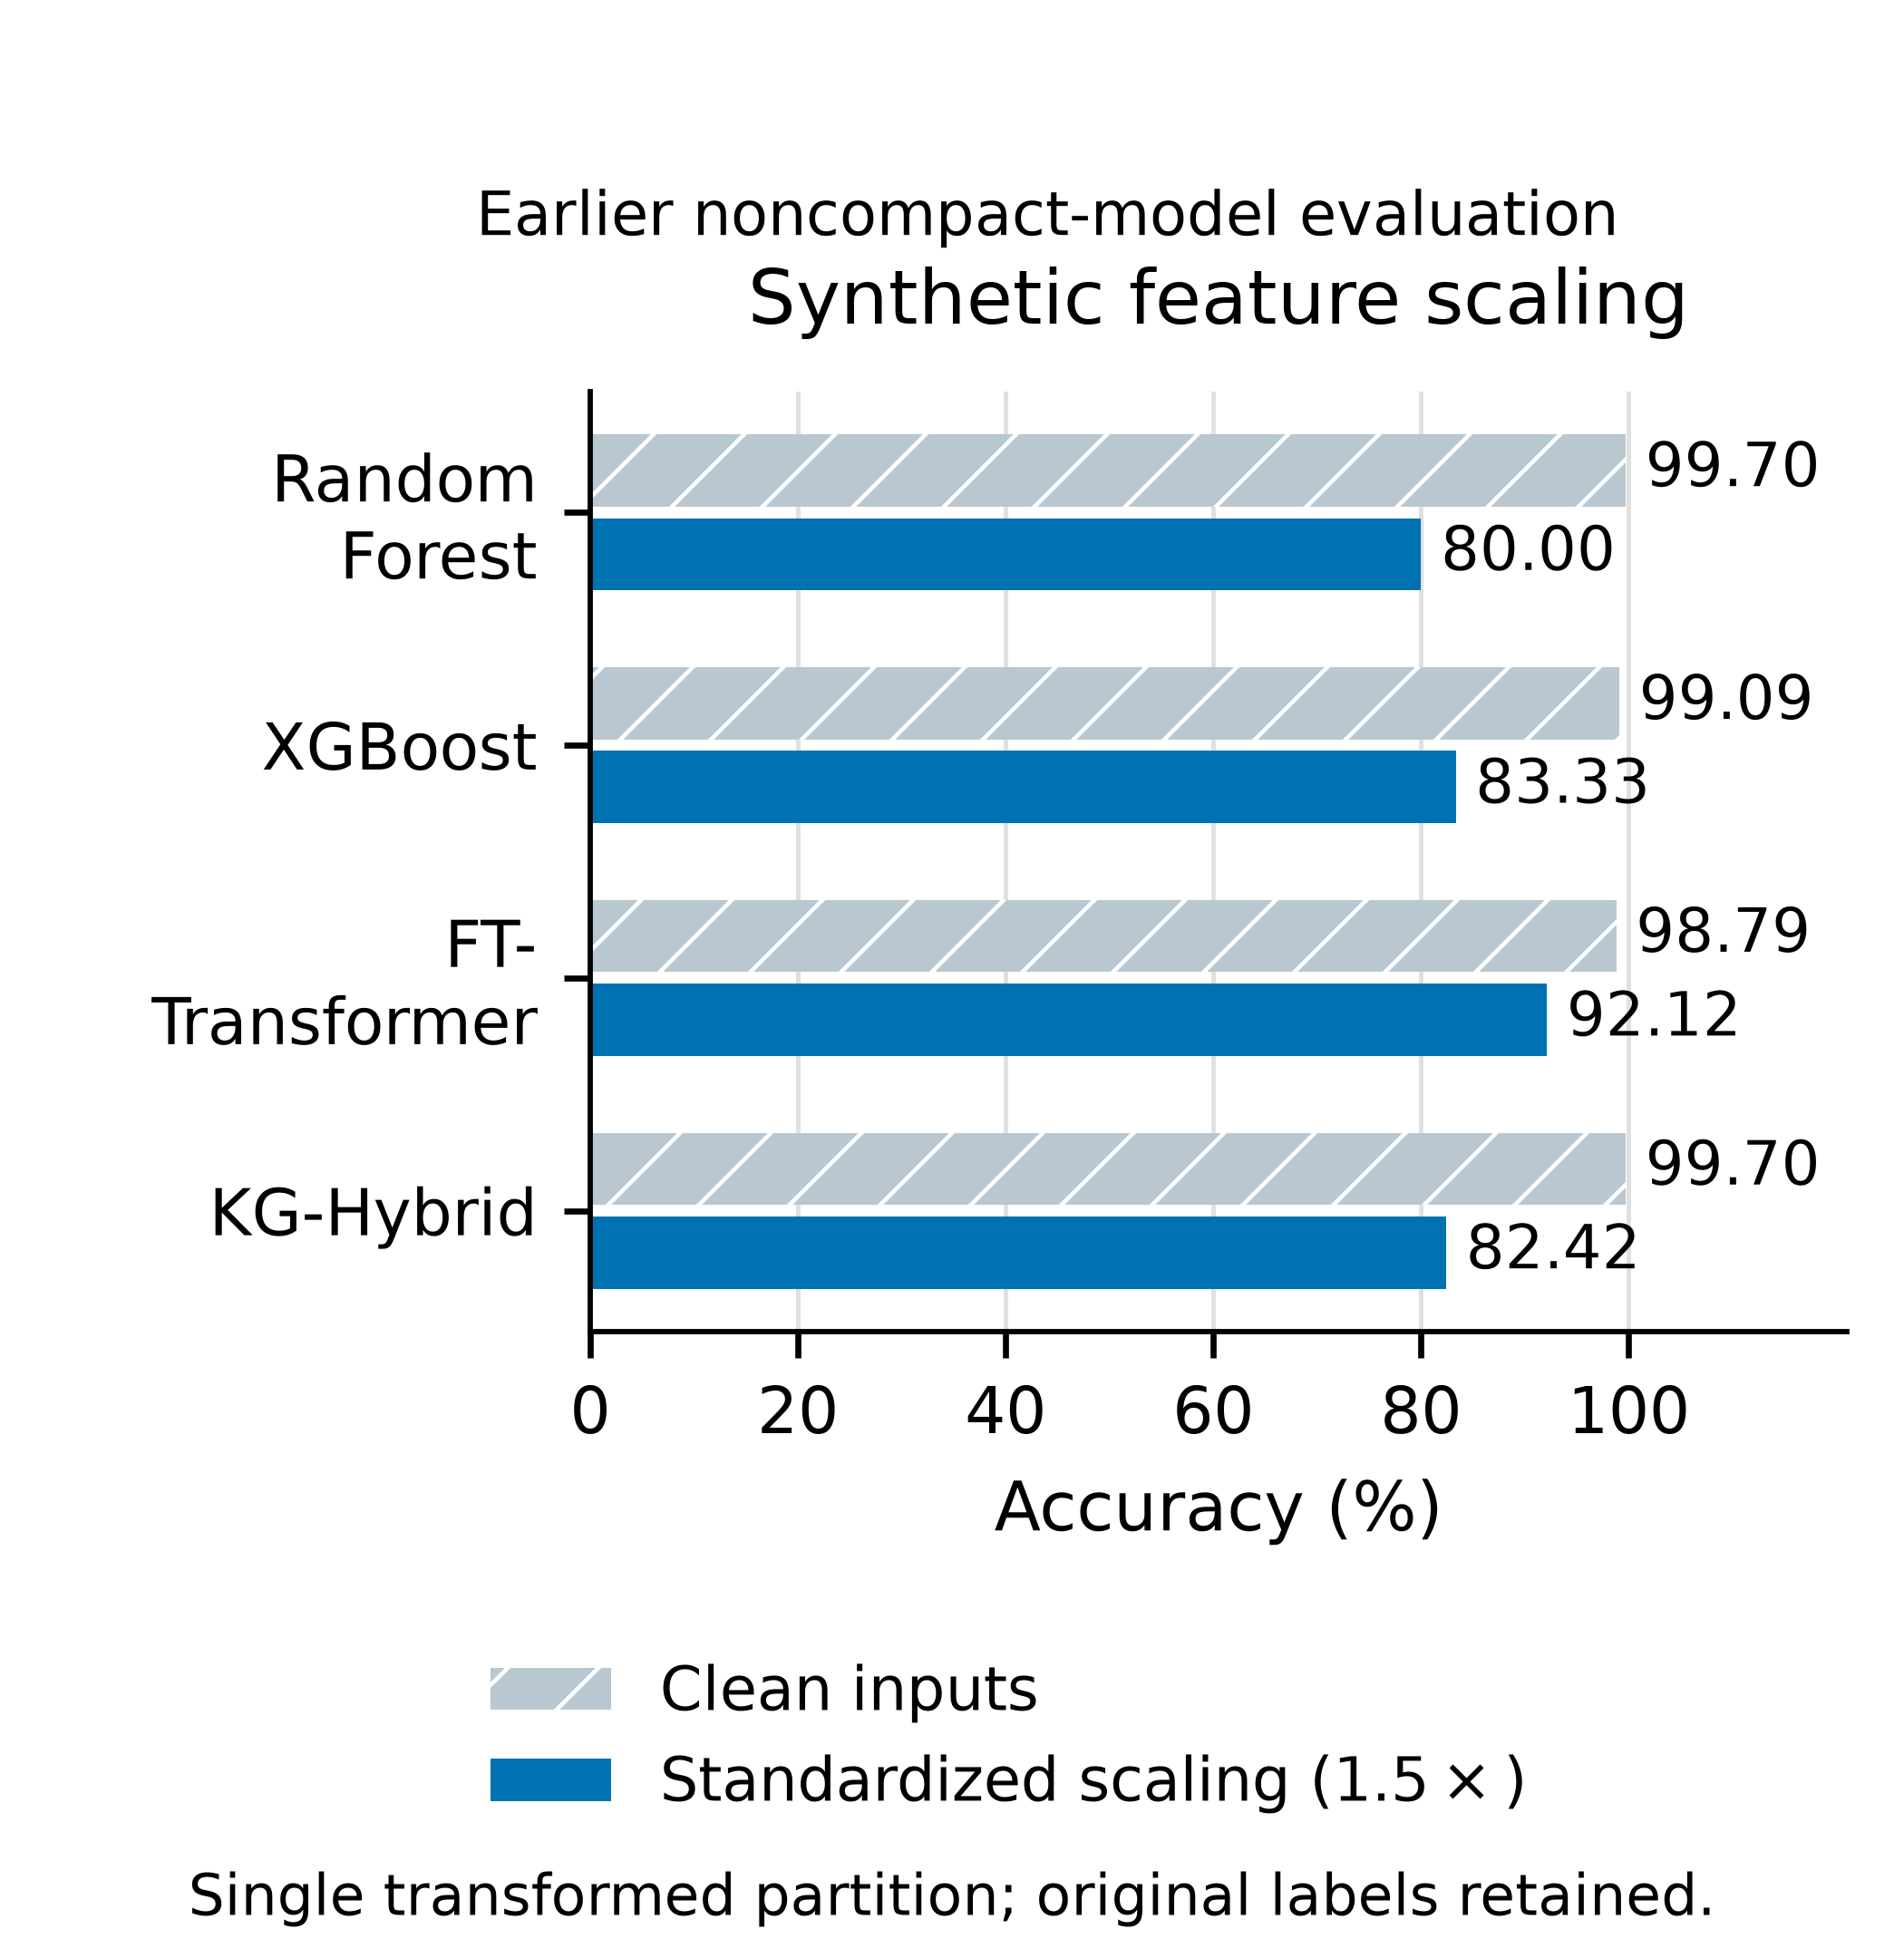 Earlier noncompact-model evaluation
Synthetic feature scaling
Random
Forest
99.70
80.00
XGBoost
99.09
83.33
FT-
Transformer
98.79
92.12
KG-Hybrid
99.70
82.42
0 20 40 60 80 100
Accuracy (%)
Clean inputs
Standardized scaling (1.5 × )
Single transformed partition; original labels retained.